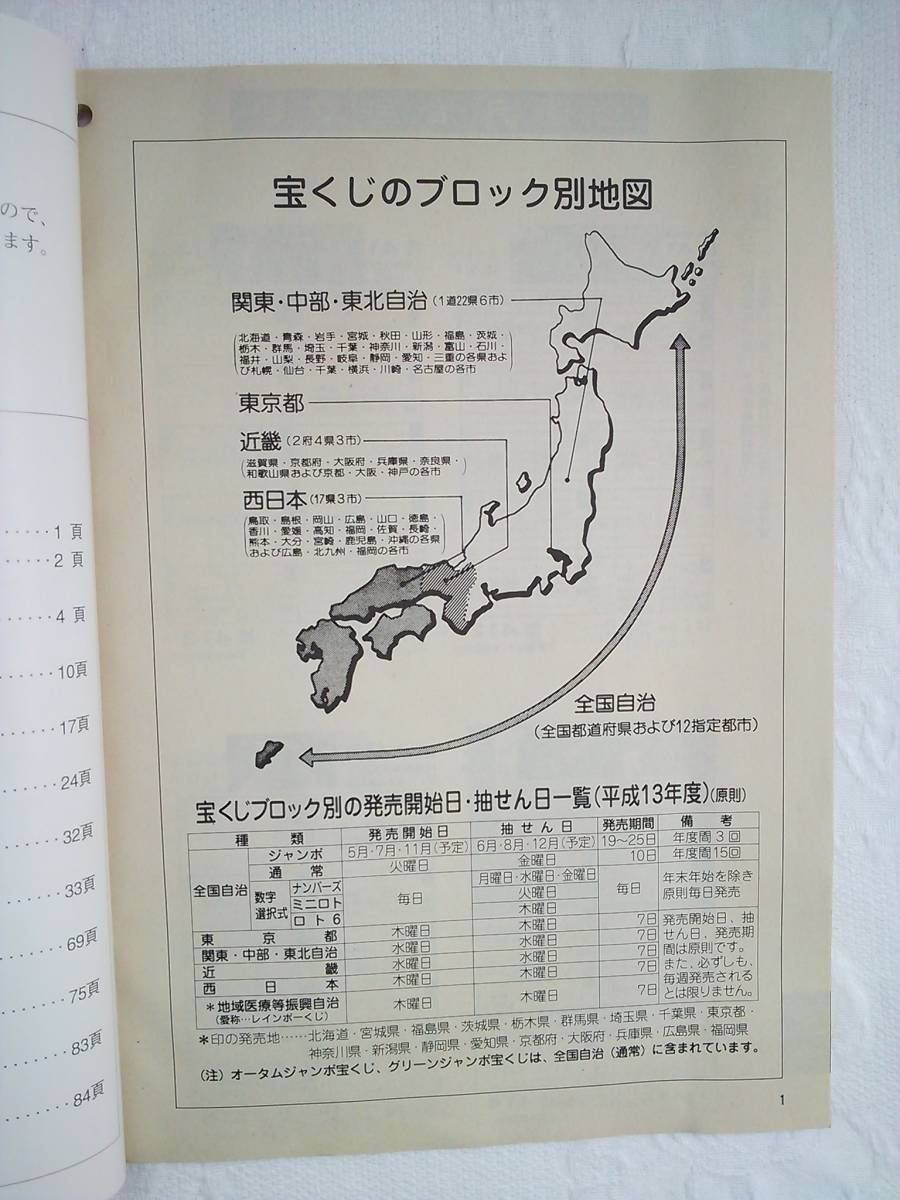 ので、
ます。
‥‥‥1頁
‥‥‥2頁
‥‥‥4頁
‥‥‥10頁
‥‥‥17頁
‥‥‥24頁
‥‥‥32頁
‥‥‥33頁
‥‥‥69頁
‥‥‥75頁
‥‥‥83頁
‥‥‥84頁
宝くじのブロック別地図
関東・中部・東北自治(1道22県6市)
(北海道・青森・岩手・宮城・秋田・山形・福島・茨城・
栃木・群馬・埼玉・千葉・神奈川・新潟・富山・石川・
福井・山梨・長野・岐阜・静岡・愛知・三重の各県およ
び札幌・仙台・千葉・横浜・川崎・名古屋の各市)
東京都
近畿(2府4県3市)
(滋賀県・京都府・大阪府・兵庫県・奈良県・
和歌山県および京都・大阪・神戸の各市)
西日本(17県3市)
(鳥取・島根・岡山・広島・山口・徳島・
香川・愛媛・高知・福岡・佐賀・長崎・
熊本・大分・宮崎・鹿児島・沖縄の各県
および広島・北九州・福岡の各市)
全国自治
(全国都道府県および12指定都市)
宝くじブロック別の発売開始日・抽せん日一覧(平成13年度)(原則)
種類 発売開始日 抽せん日 発売期間 備考
全国自治 ジャンボ 5月・7月・11月(予定) 6月・8月・12月(予定) 19〜25日 年度間3回
通常 火曜日 金曜日 10日 年度間15回
数字選択式 ナンバーズ 毎日 月曜日・水曜日・金曜日 毎日 年末年始を除き原則毎日発売
ミニロト 火曜日
ロト6 木曜日
東京都 木曜日 木曜日 7日 発売開始日、抽せん日、発売期間は原則です。また、必ずしも、毎週発売されるとは限りません。
関東・中部・東北自治 水曜日 水曜日 7日
近畿 水曜日 水曜日 7日
西日本 木曜日 木曜日 7日
*地域医療等振興自治(愛称…レインボーくじ) 木曜日 木曜日 7日
*印の発売地……北海道・宮城県・福島県・茨城県・栃木県・群馬県・埼玉県・千葉県・東京都・
神奈川県・新潟県・静岡県・愛知県・京都府・大阪府・兵庫県・広島県・福岡県
(注)オータムジャンボ宝くじ、グリーンジャンボ宝くじは、全国自治(通常)に含まれています。
1